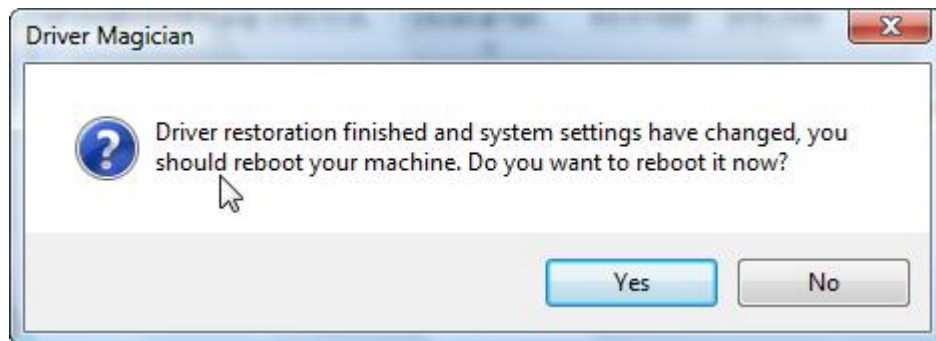 Driver Magician
Driver restoration finished and system settings have changed, you
should reboot your machine. Do you want to reboot it now?
Yes
No